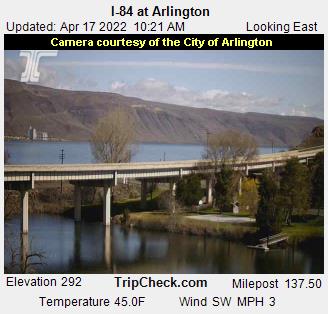 I-84 at Arlington
Updated: Apr 17 2022 10:21 AM Looking East
Camera courtesy of the City of Arlington
Elevation 292 TripCheck.com Milepost 137.50
Temperature 45.0F Wind SW MPH 3